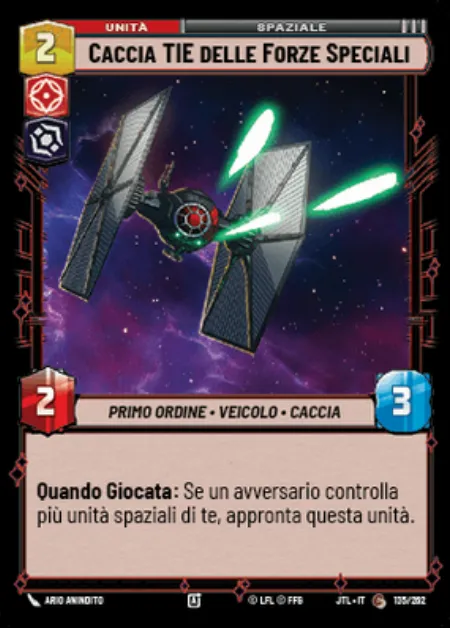 UNITÀ SPAZIALE
2 CACCIA TIE DELLE FORZE SPECIALI
2 PRIMO ORDINE • VEICOLO • CACCIA 3
Quando Giocata: Se un avversario controlla
più unità spaziali di te, appronta questa unità.
ARIO ANINDITO A © LFL © FFG JTL • IT C 135/262